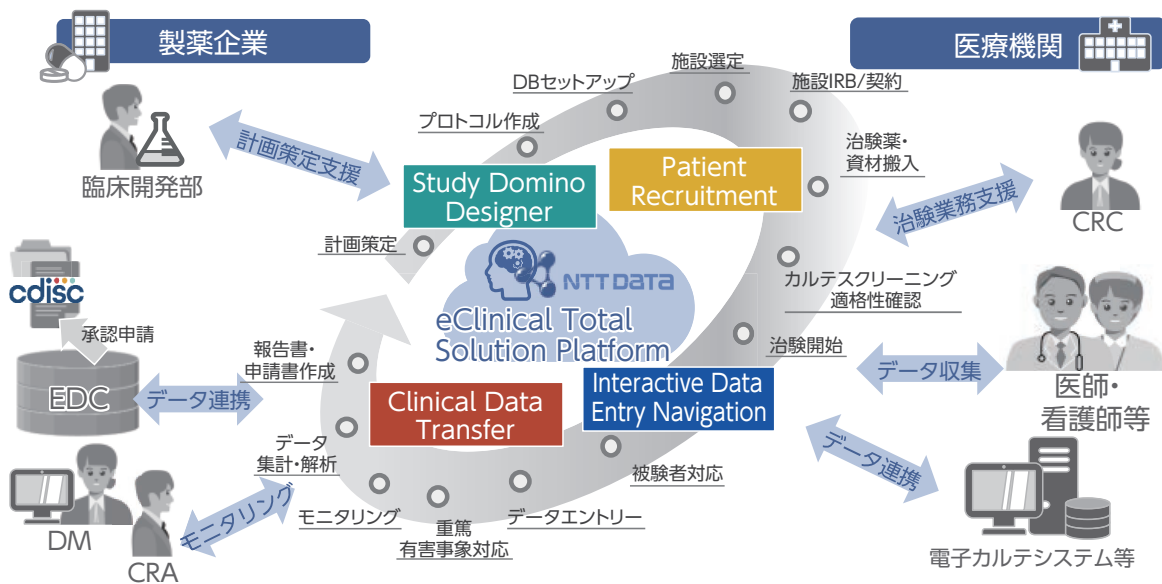 製薬企業
医療機関
施設選定
DBセットアップ
施設IRB/契約
プロトコル作成
計画策定支援
臨床開発部
治験薬・
資材搬入
Study Domino
Designer
Patient
Recruitment
治験業務支援
CRC
計画策定
NTT DATA
eClinical Total
Solution Platform
カルテスクリーニング
適格性確認
cdisc
承認申請
治験開始
報告書・
申請書作成
EDC
データ連携
データ収集
医師・
看護師等
Clinical Data
Transfer
Interactive Data
Entry Navigation
データ
集計・解析
被験者対応
データ連携
モニタリング
データエントリー
重篤
有害事象対応
モニタリング
DM
CRA
電子カルテシステム等